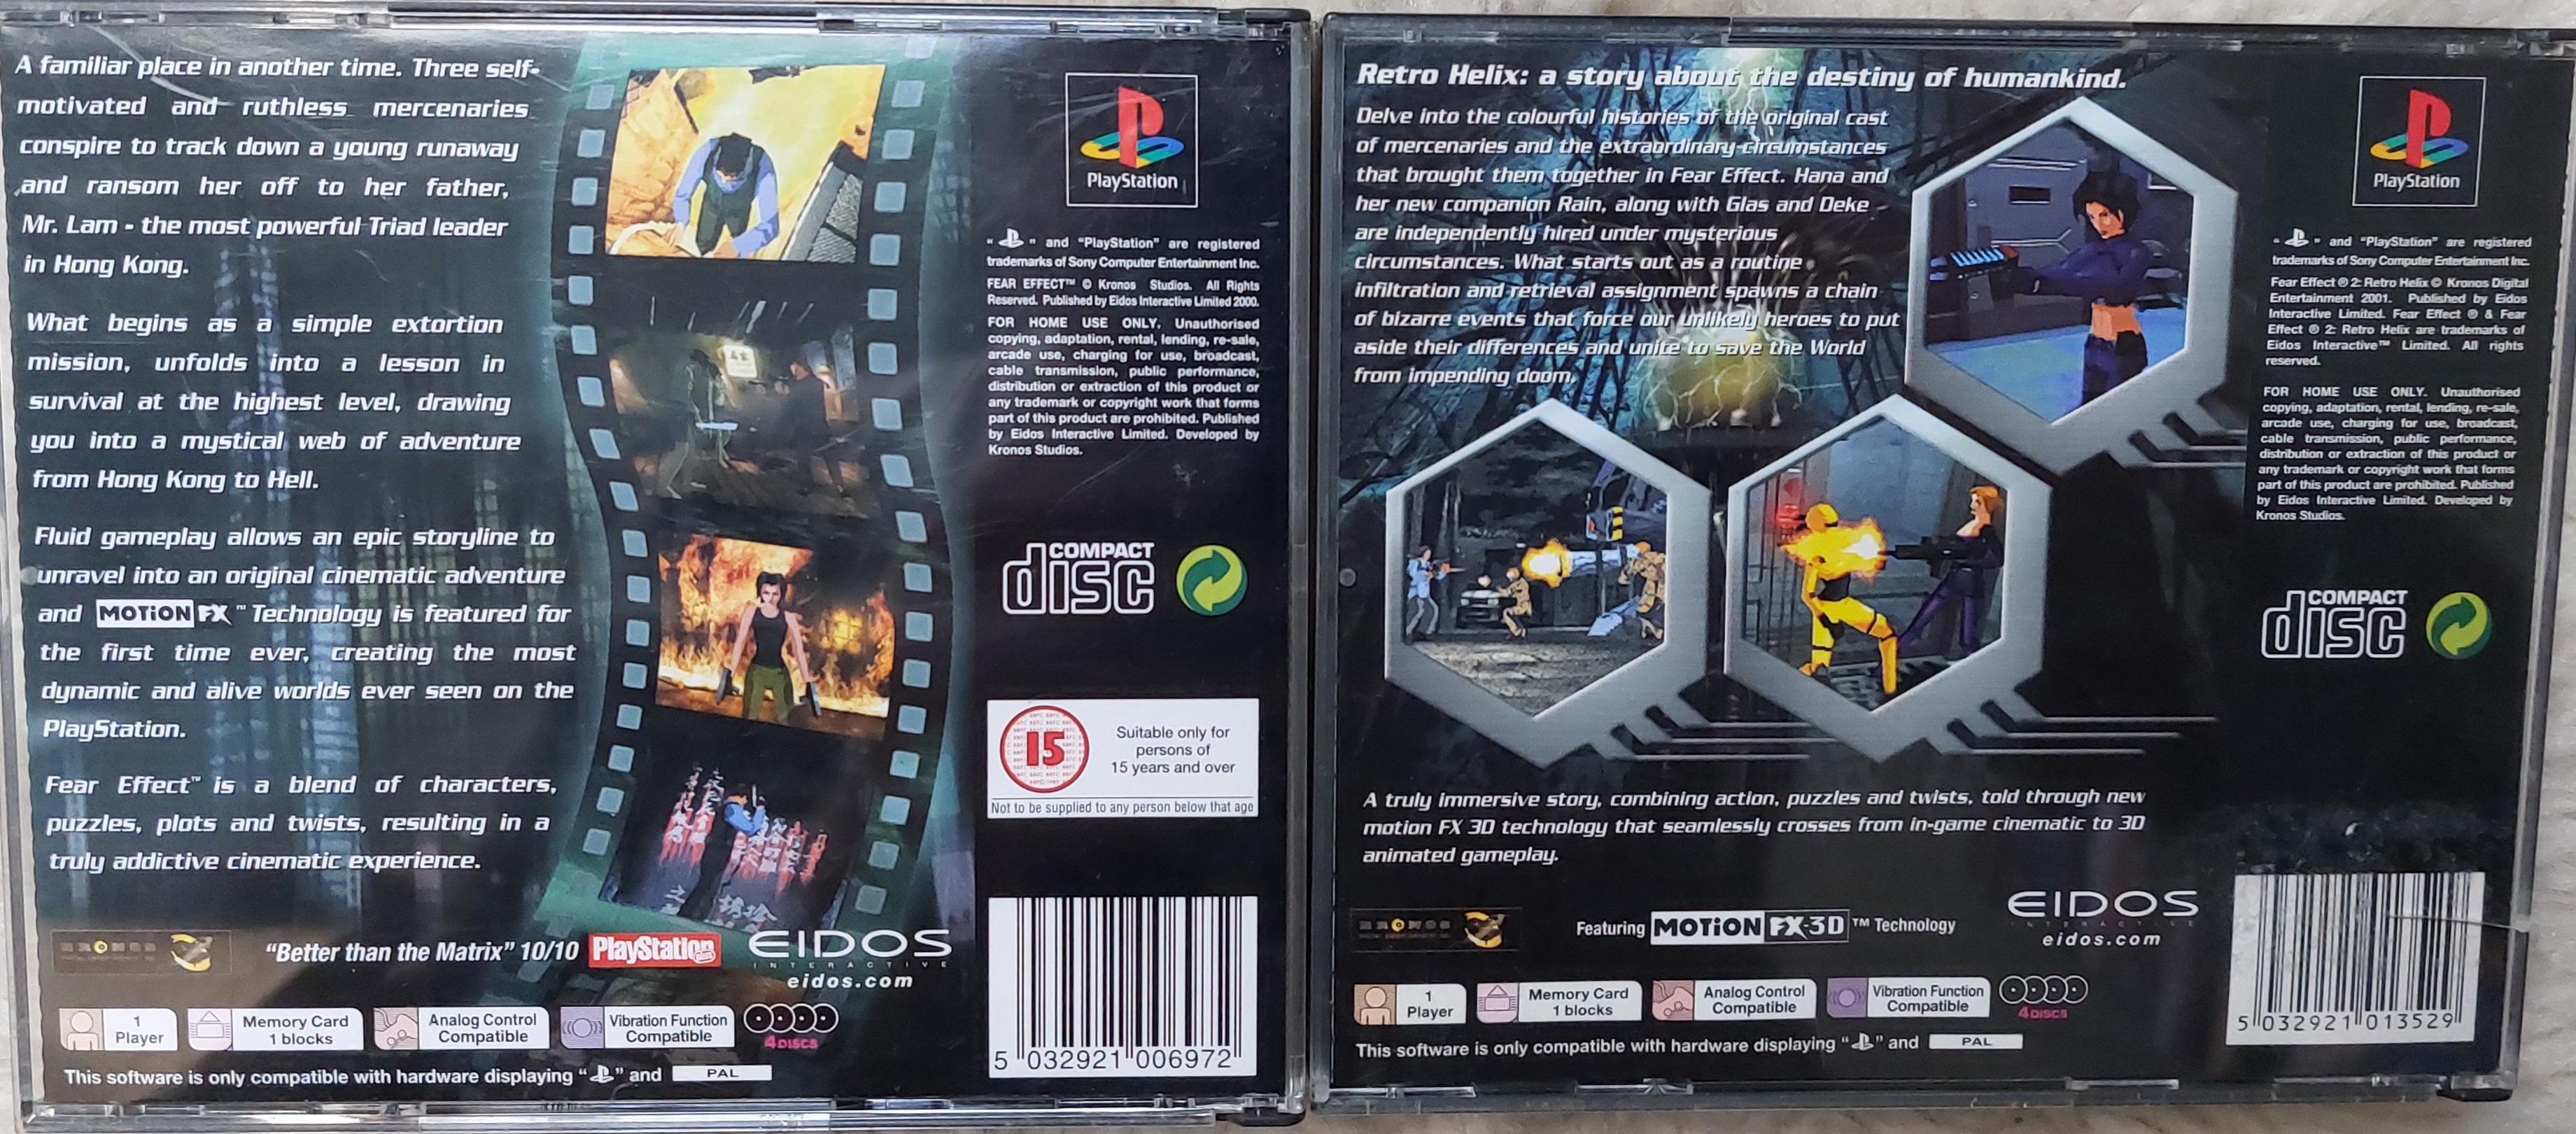 A familiar place in another time. Three self-
motivated and ruthless mercenaries
conspire to track down a young runaway
and ransom her off to her father,
Mr. Lam - the most powerful Triad leader
in Hong Kong.
What begins as a simple extortion
mission, unfolds into a lesson in
survival at the highest level, drawing
you into a mystical web of adventure
from Hong Kong to Hell.
Fluid gameplay allows an epic storyline to
unravel into an original cinematic adventure
and MOTION FX™ Technology is featured for
the first time ever, creating the most
dynamic and alive worlds ever seen on the
PlayStation.
Fear Effect™ is a blend of characters,
puzzles, plots and twists, resulting in a
truly addictive cinematic experience.
KRONOS
"Better than the Matrix" 10/10 PlayStation plus
EIDOS
INTERACTIVE
eidos.com
1
Player
Memory Card
1 blocks
Analog Control
Compatible
Vibration Function
Compatible
4 DISCS
This software is only compatible with hardware displaying " " and PAL
PlayStation
" " and "PlayStation" are registered
trademarks of Sony Computer Entertainment Inc.
FEAR EFFECT™ © Kronos Studios. All Rights
Reserved. Published by Eidos Interactive Limited 2000.
FOR HOME USE ONLY. Unauthorised
copying, adaptation, rental, lending, re-sale,
arcade use, charging for use, broadcast,
cable transmission, public performance,
distribution or extraction of this product or
any trademark or copyright work that forms
part of this product are prohibited. Published
by Eidos Interactive Limited. Developed by
Kronos Studios.
COMPACT
disc
15
Suitable only for
persons of
15 years and over
Not to be supplied to any person below that age
5 032921 006972
Retro Helix: a story about the destiny of humankind.
Delve into the colourful histories of the original cast
of mercenaries and the extraordinary circumstances
that brought them together in Fear Effect. Hana and
her new companion Rain, along with Glas and Deke
are independently hired under mysterious
circumstances. What starts out as a routine
infiltration and retrieval assignment spawns a chain
of bizarre events that force our unlikely heroes to put
aside their differences and unite to save the World
from impending doom.
A truly immersive story, combining action, puzzles and twists, told through new
motion FX 3D technology that seamlessly crosses from in-game cinematic to 3D
animated gameplay.
KRONOS
Featuring MOTION FX-3D™ Technology
EIDOS
INTERACTIVE
eidos.com
1
Player
Memory Card
1 blocks
Analog Control
Compatible
Vibration Function
Compatible
4 DISCS
This software is only compatible with hardware displaying " " and PAL
PlayStation
" " and "PlayStation" are registered
trademarks of Sony Computer Entertainment Inc.
Fear Effect ® 2: Retro Helix © Kronos Digital
Entertainment 2001. Published by Eidos
Interactive Limited. Fear Effect ® & Fear
Effect ® 2: Retro Helix are trademarks of
Eidos Interactive™ Limited. All rights
reserved.
FOR HOME USE ONLY. Unauthorised
copying, adaptation, rental, lending, re-sale,
arcade use, charging for use, broadcast,
cable transmission, public performance,
distribution or extraction of this product or
any trademark or copyright work that forms
part of this product are prohibited. Published
by Eidos Interactive Limited. Developed by
Kronos Studios.
COMPACT
disc
5 032921 013529